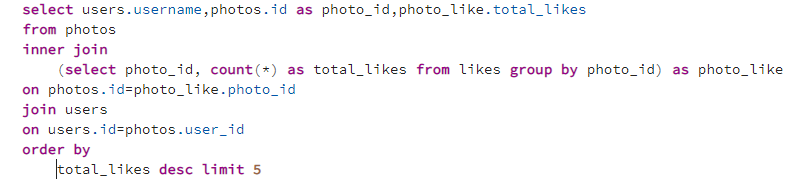 select users.username,photos.id as photo_id,photo_like.total_likes
from photos
inner join
(select photo_id, count(*) as total_likes from likes group by photo_id) as photo_like
on photos.id=photo_like.photo_id
join users
on users.id=photos.user_id
order by
total_likes desc limit 5